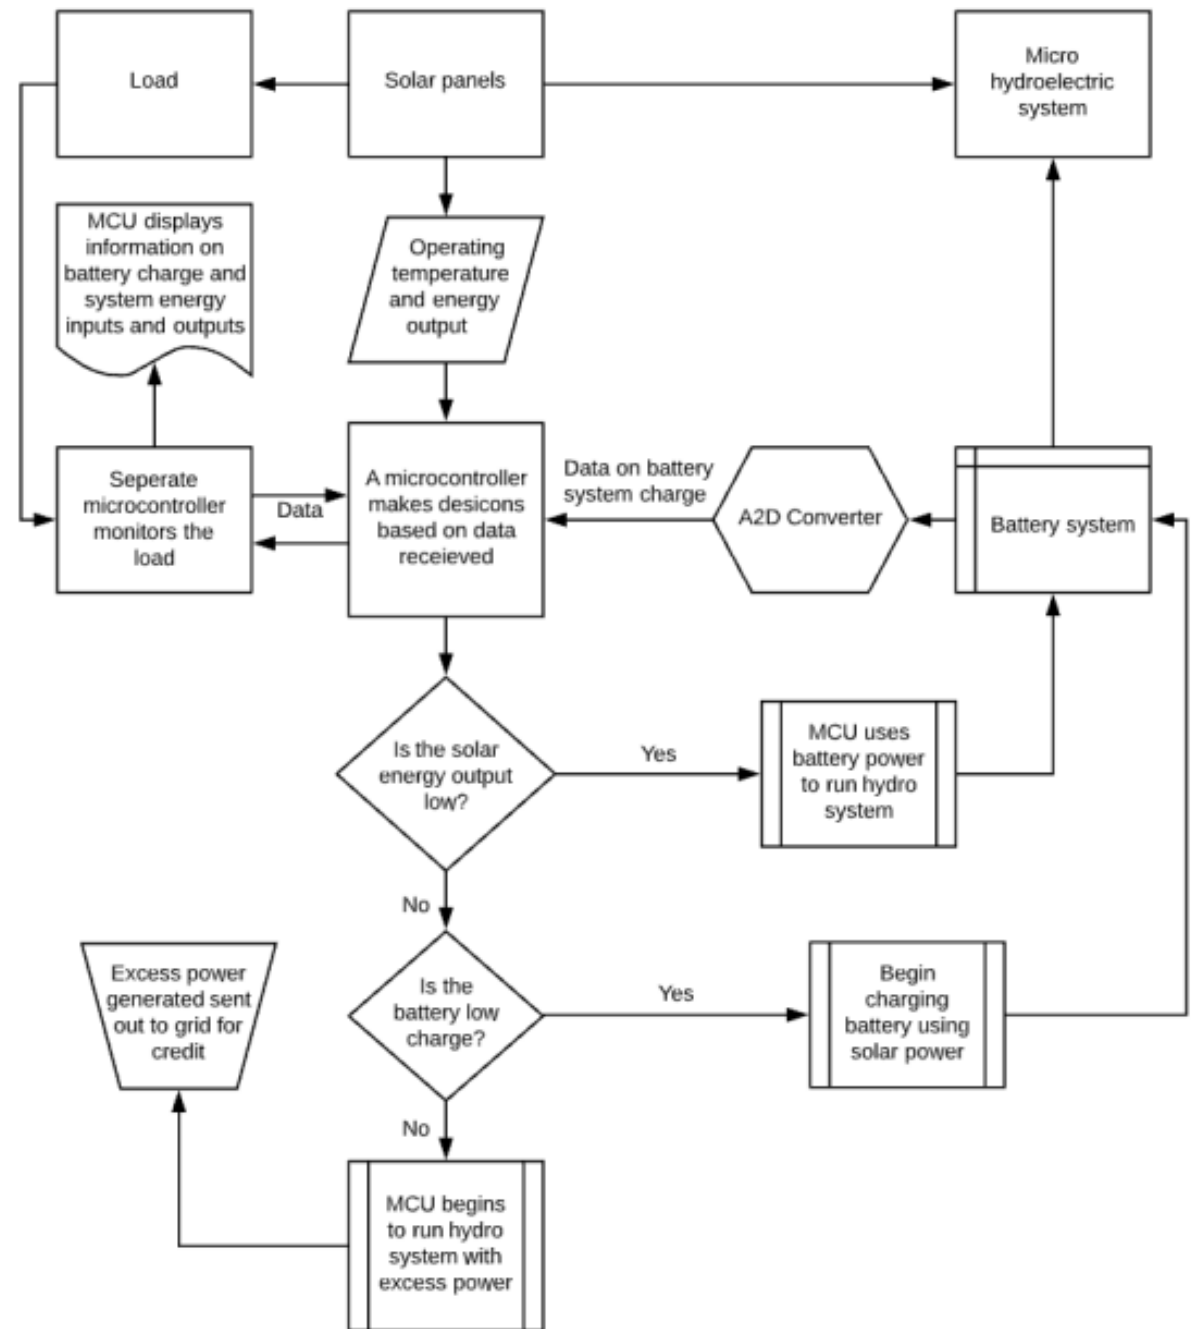 Load
Solar panels
Micro
hydroelectric
system
MCU displays
information on
battery charge and
system energy
inputs and outputs
Operating
temperature
and energy
output
Seperate
microcontroller
monitors the
load
Data
A microcontroller
makes desicons
based on data
receieved
Data on battery
system charge
A2D Converter
Battery system
Is the solar
energy output
low?
Yes
MCU uses
battery power
to run hydro
system
No
Excess power
generated sent
out to grid for
credit
Is the
battery low
charge?
Yes
Begin
charging
battery using
solar power
No
MCU begins
to run hydro
system with
excess power